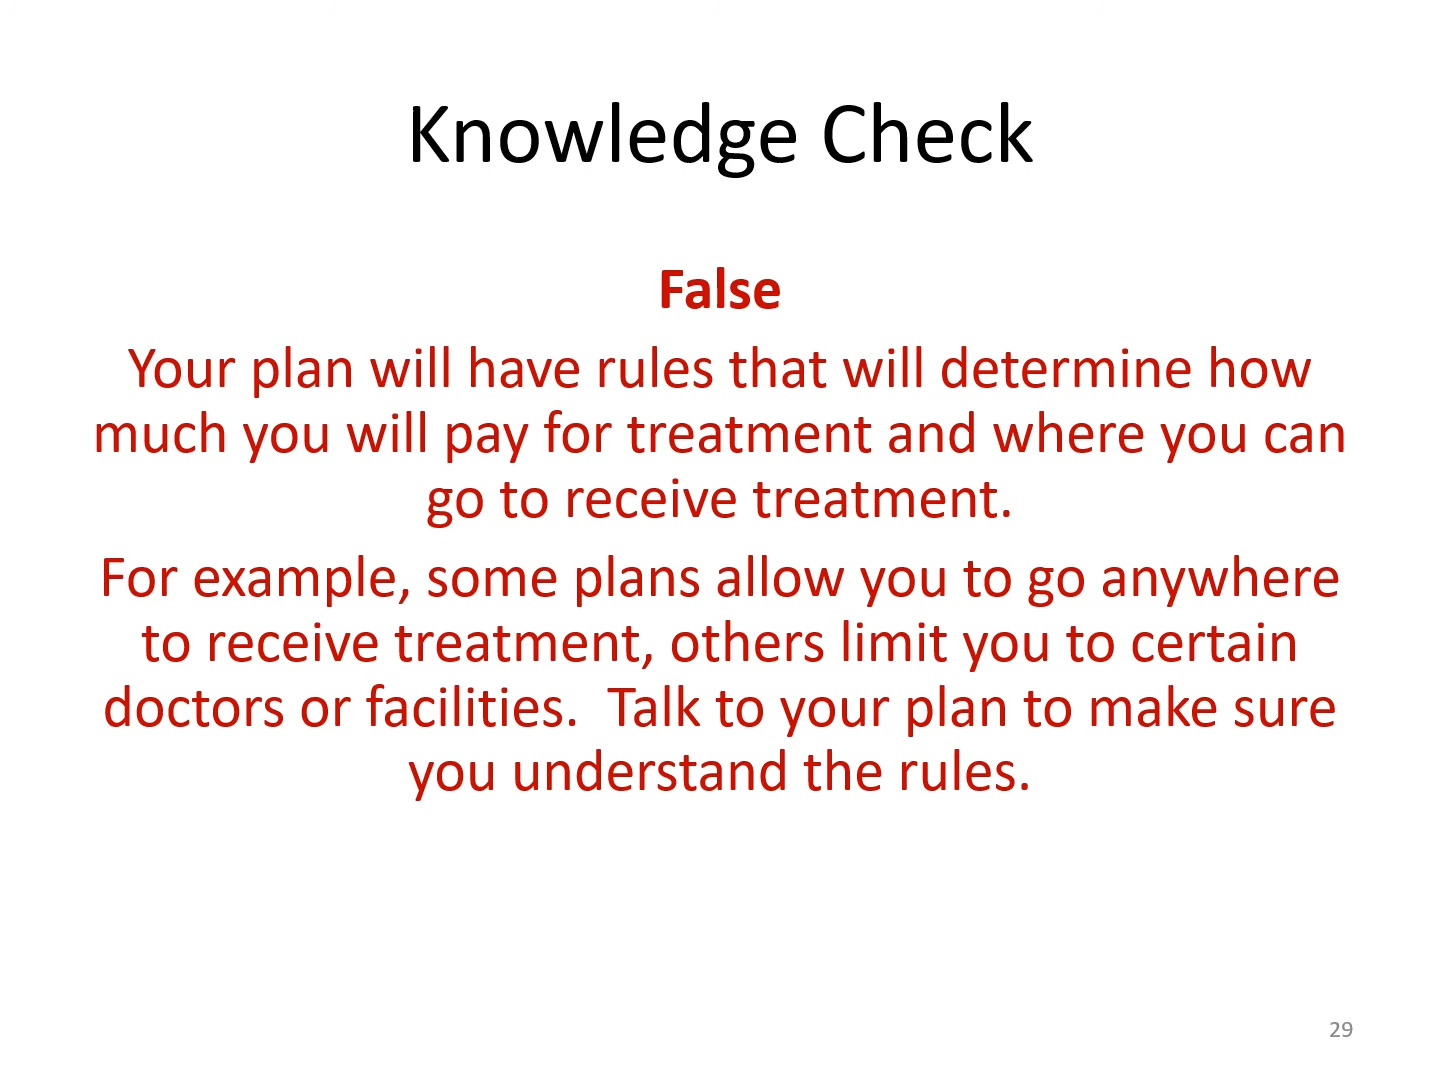 Knowledge Check
False
Your plan will have rules that will determine how
much you will pay for treatment and where you can
go to receive treatment.
For example, some plans allow you to go anywhere
to receive treatment, others limit you to certain
doctors or facilities.  Talk to your plan to make sure
you understand the rules.
29